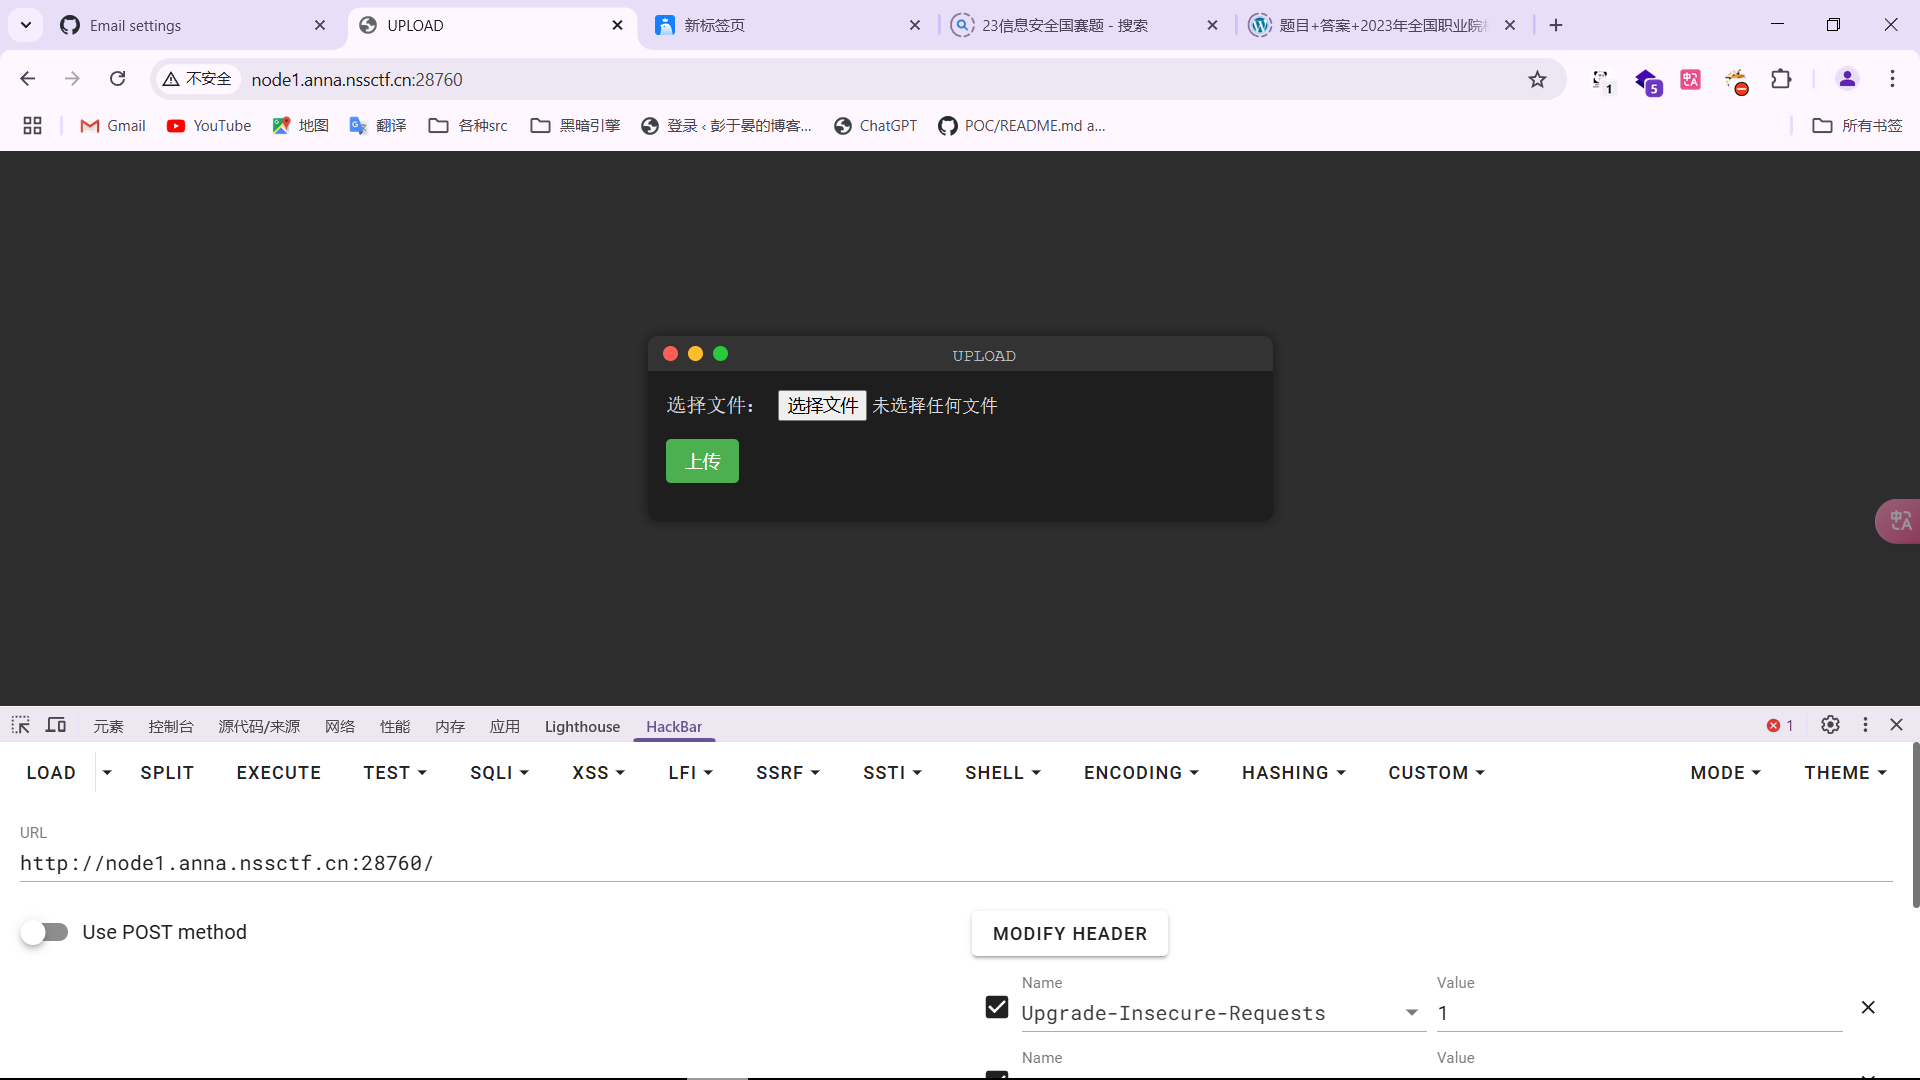 Email settings
UPLOAD
新标签页
23信息安全国赛题 - 搜索
题目+答案+2023年全国职业院
不安全
node1.anna.nssctf.cn:28760
1
5
Gmail
YouTube
地图
翻译
各种src
黑暗引擎
登录 ‹ 彭于晏的博客...
ChatGPT
POC/README.md a...
所有书签
UPLOAD
选择文件：
选择文件
未选择任何文件
上传
中A
元素
控制台
源代码/来源
网络
性能
内存
应用
Lighthouse
HackBar
1
LOAD
SPLIT
EXECUTE
TEST
SQLI
XSS
LFI
SSRF
SSTI
SHELL
ENCODING
HASHING
CUSTOM
MODE
THEME
URL
http://node1.anna.nssctf.cn:28760/
Use POST method
MODIFY HEADER
Name
Value
Upgrade-Insecure-Requests
1
Name
Value